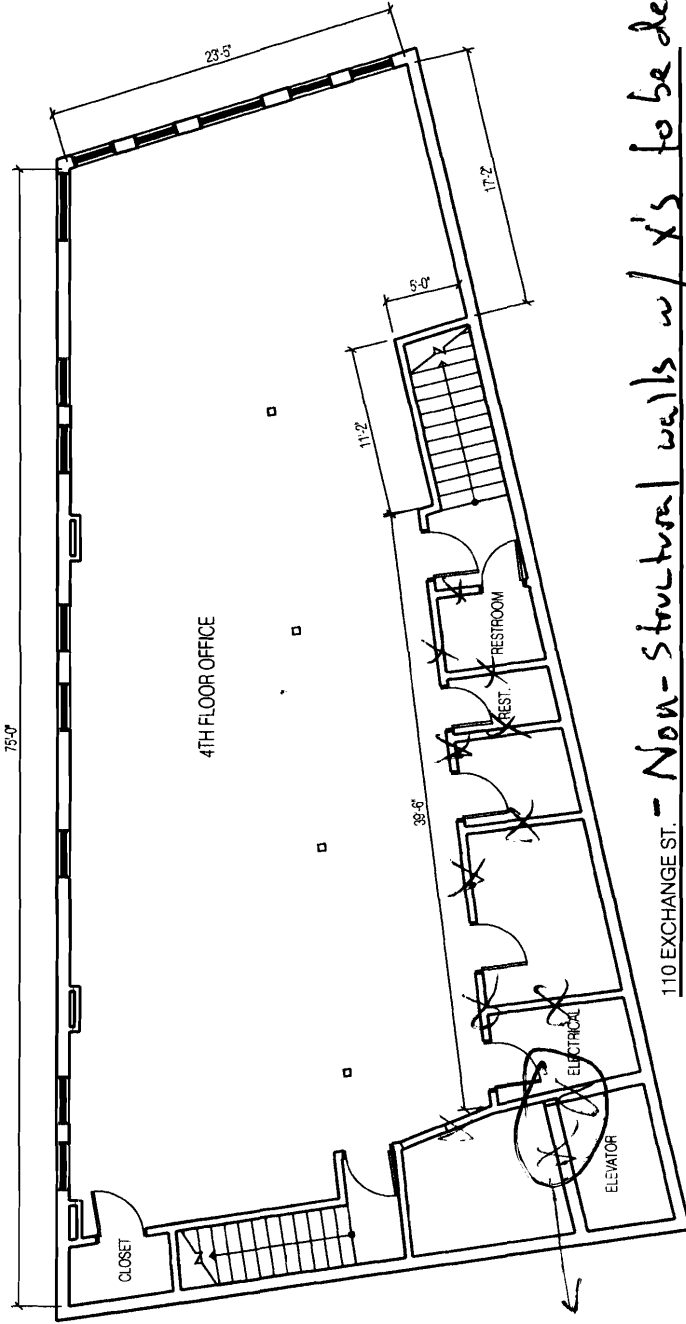 75'-0"
23'-5"
17'-2"
5'-0"
11'-2"
4TH FLOOR OFFICE
39'-6"
RESTROOM
REST.
ELECTRICAL
ELEVATOR
CLOSET
110 EXCHANGE ST. - Non-Structural walls w/ x's to be de